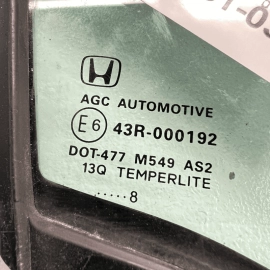 AGC AUTOMOTIVE
E6 43R-000192
DOT-477 M549 AS2
13Q TEMPERLITE
.....8